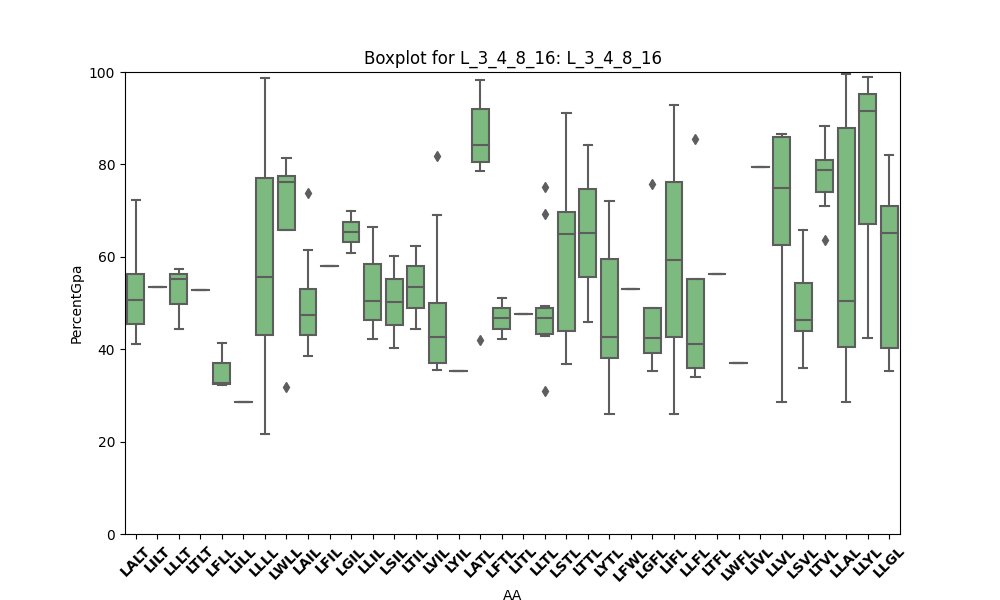 Boxplot for L_3_4_8_16: L_3_4_8_16
100
80
60
40
20
0
PercentGpa
LALT LILT LLLT LTLT LFLL LILL LLLL LWLL LAIL LFIL LGIL LLIL LSIL LTIL LVIL LYIL LATL LFTL LITL LLTL LSTL LTTL LYTL LFWL LGFL LIFL LLFL LTFL LWFL LIVL LLVL LSVL LTVL LLAL LLYL LLGL
AA